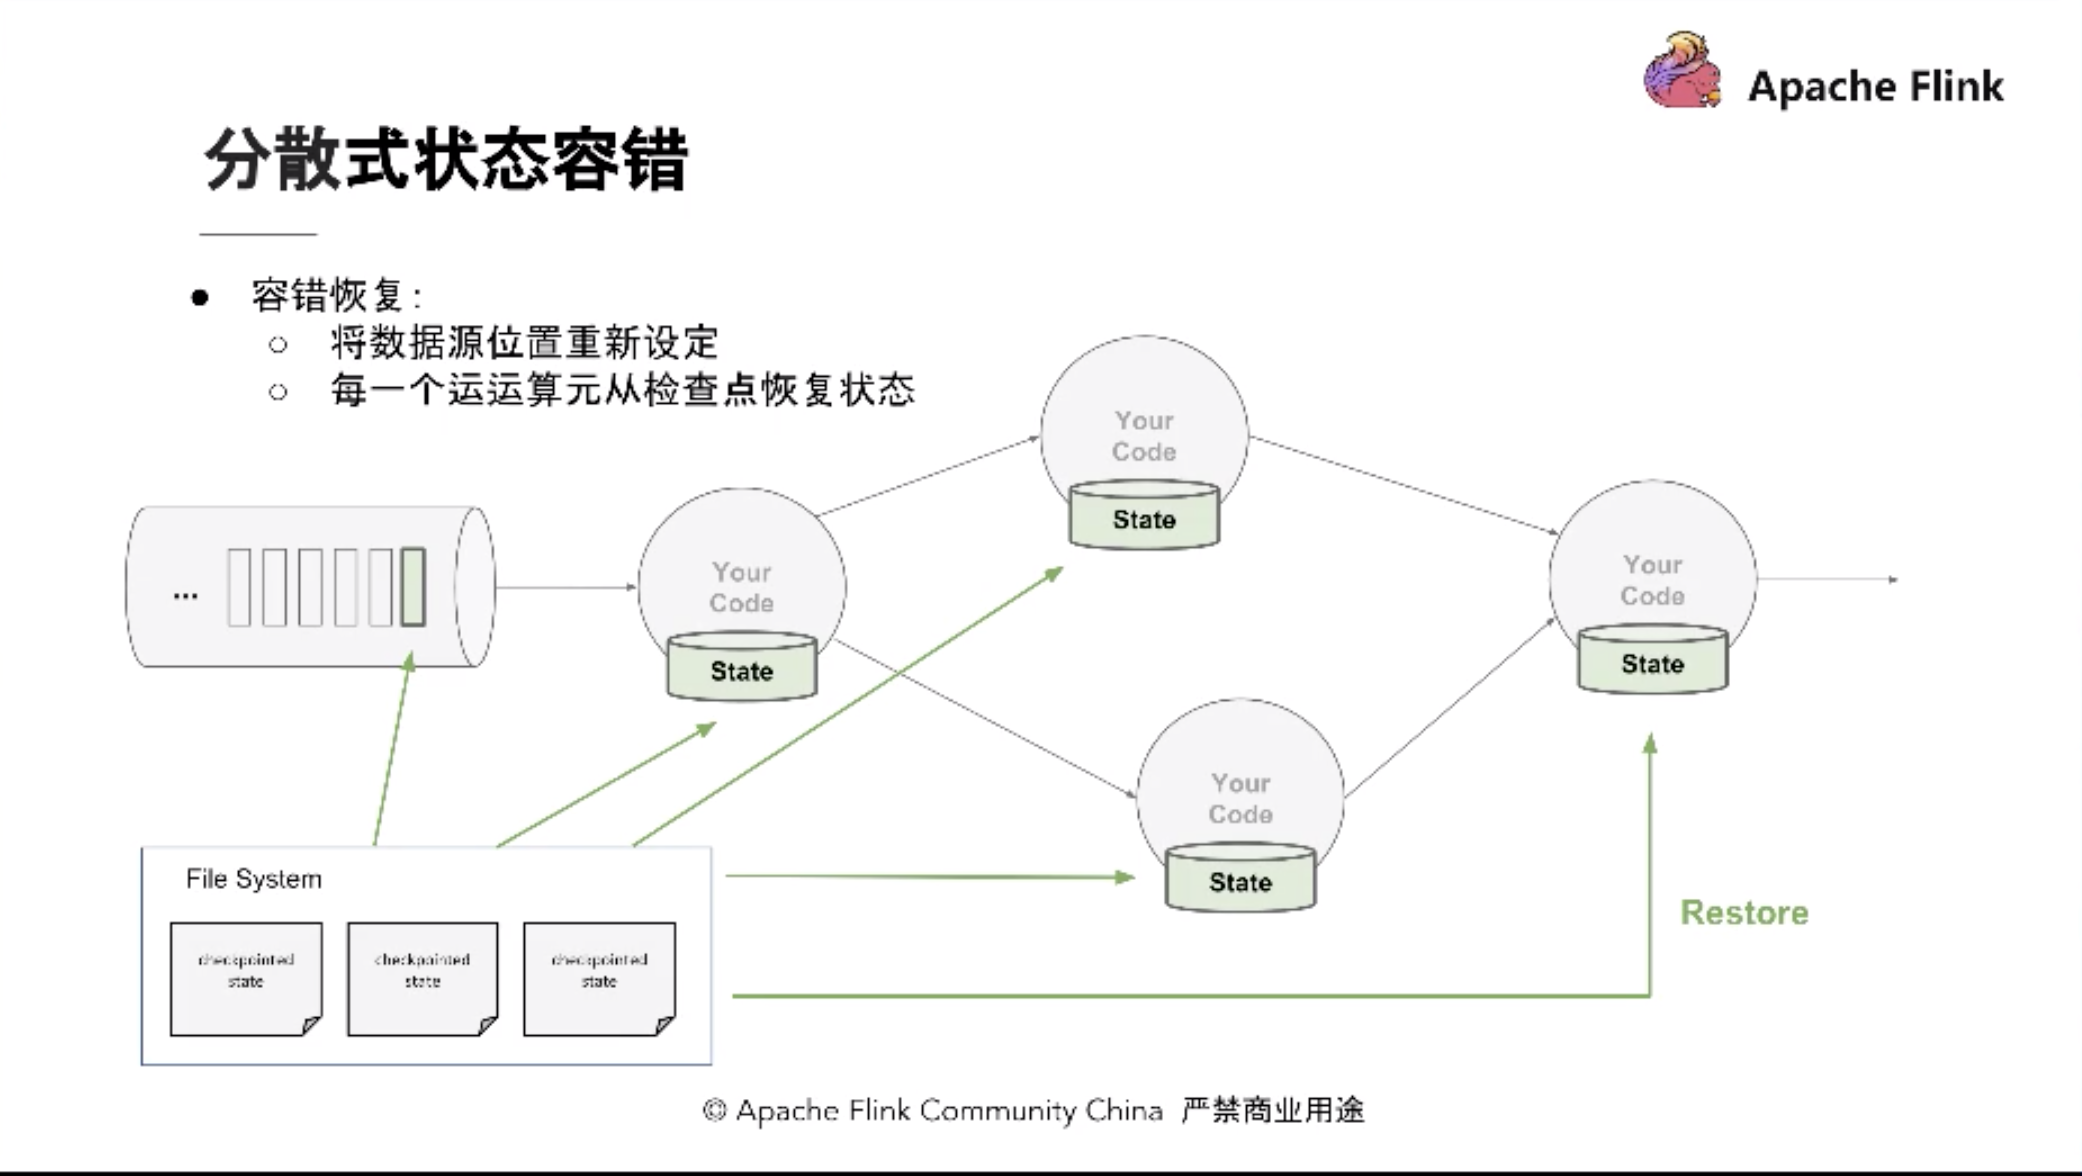 Apache Flink
分散式状态容错
● 容错恢复:
○ 将数据源位置重新设定
○ 每一个运运算元从检查点恢复状态
Your
Code
State
...
Your
Code
State
Your
Code
State
Your
Code
State
File System
checkpointed
state
checkpointed
state
checkpointed
state
Restore
© Apache Flink Community China 严禁商业用途